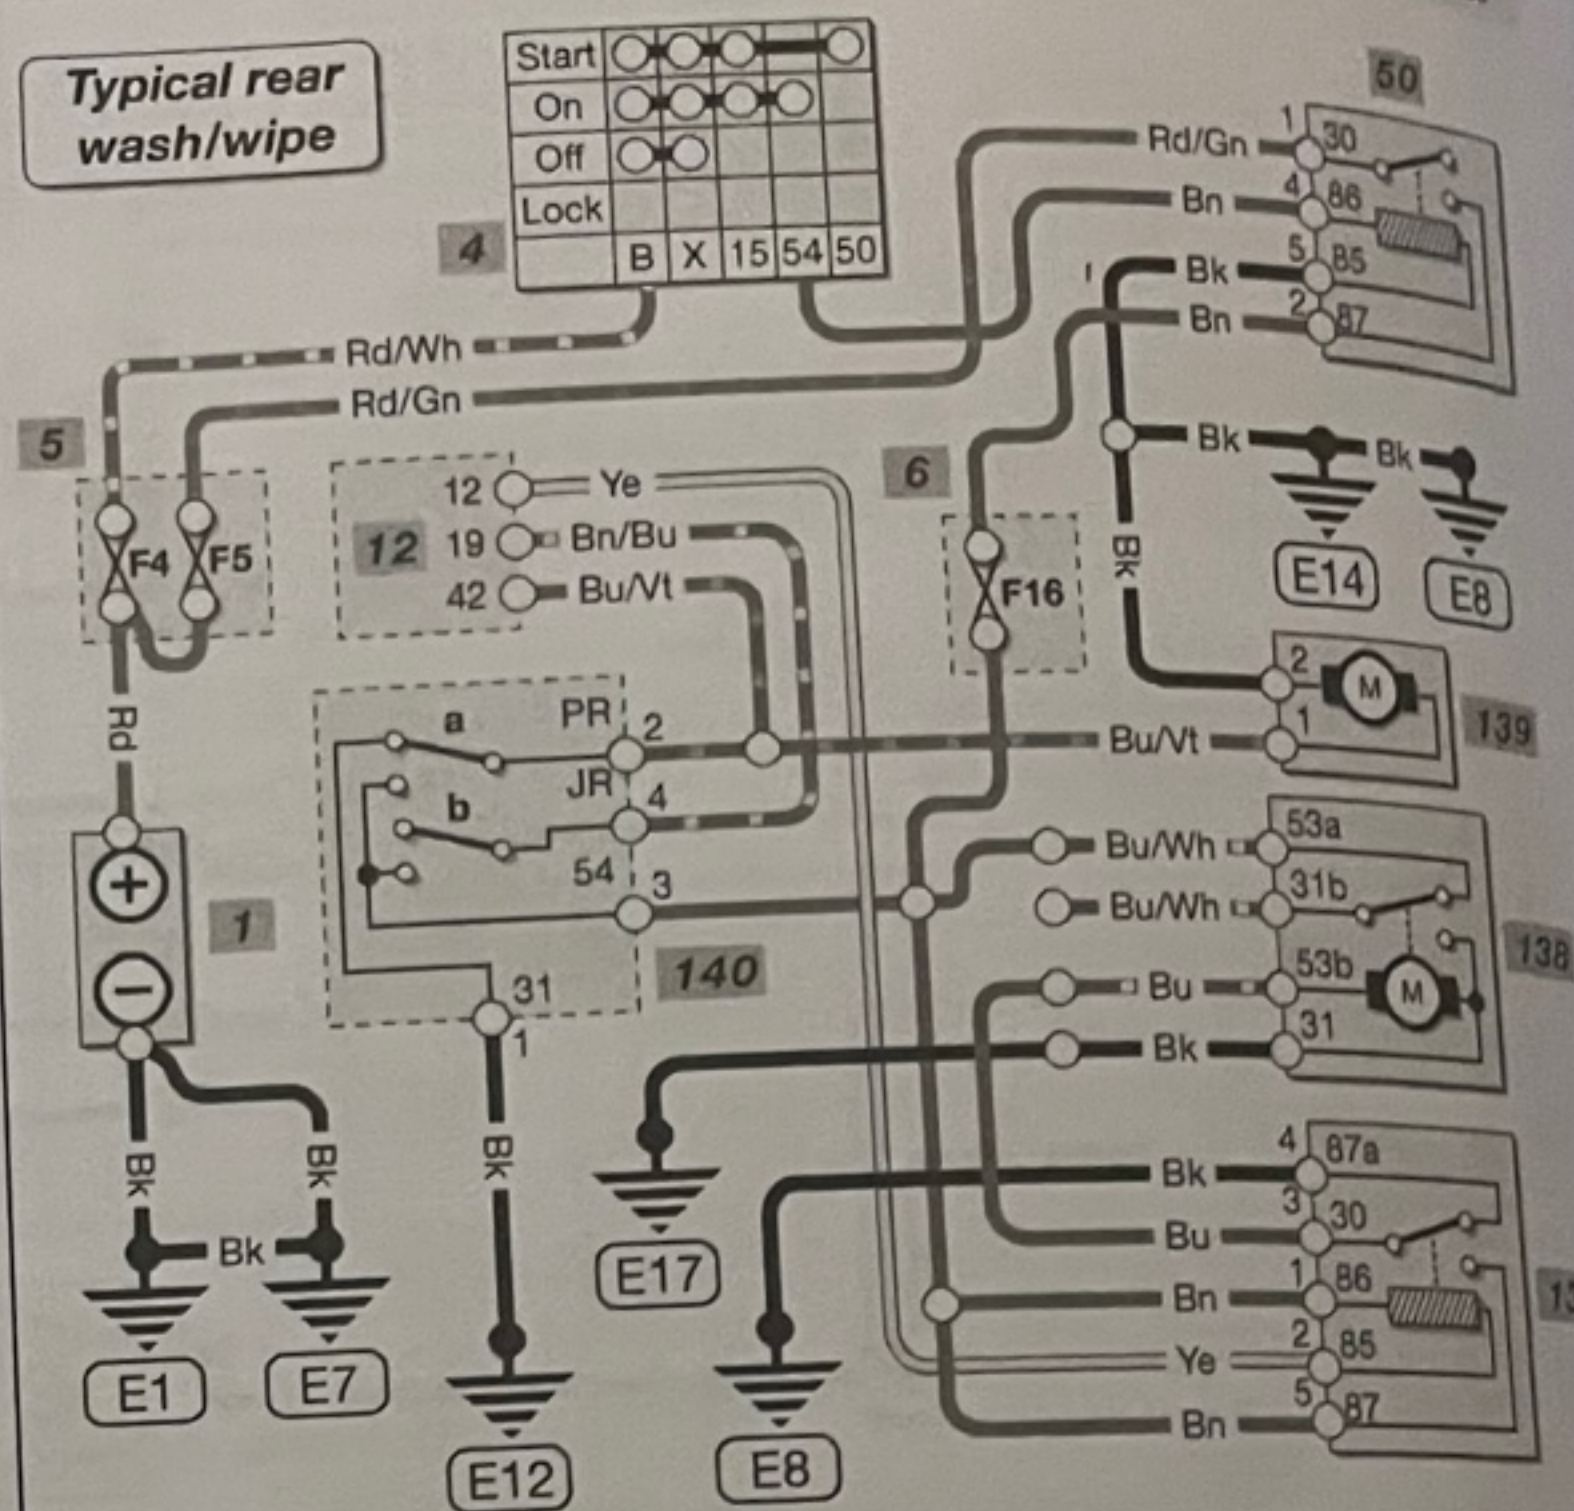 Typical rear
wash/wipe
Start
On
Off
Lock
B X 15 54 50
4
50
Rd/Gn 1 30
Bn 4 86
Bk 5 85
Bn 2 87
Rd/Wh
Rd/Gn
5
F4 F5
12
12 Ye
19 Bn/Bu
42 Bu/Vt
6
F16
Bk Bk
E14 E8
Bk
Rd
a PR 2
JR 4
b
54 3
31
1
140
Bu/Vt
2
1
M
139
+
−
1
Bu/Wh 53a
Bu/Wh 31b
Bu 53b
Bk 31
M
138
Bk Bk
Bk
E1 E7
Bk
E12
E17
E8
Bk 4 87a
Bu 3 30
Bn 1 86
Ye 2 85
Bn 5 87